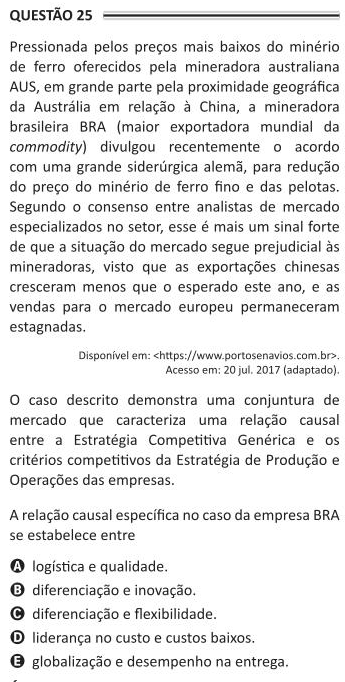 QUESTÃO 25
Pressionada pelos preços mais baixos do minério
de ferro oferecidos pela mineradora australiana
AUS, em grande parte pela proximidade geográfica
da Austrália em relação à China, a mineradora
brasileira BRA (maior exportadora mundial da
commodity) divulgou recentemente o acordo
com uma grande siderúrgica alemã, para redução
do preço do minério de ferro fino e das pelotas.
Segundo o consenso entre analistas de mercado
especializados no setor, esse é mais um sinal forte
de que a situação do mercado segue prejudicial às
mineradoras, visto que as exportações chinesas
cresceram menos que o esperado este ano, e as
vendas para o mercado europeu permaneceram
estagnadas.
Disponível em: <https://www.portosenavios.com.br>.
Acesso em: 20 jul. 2017 (adaptado).
O caso descrito demonstra uma conjuntura de
mercado que caracteriza uma relação causal
entre a Estratégia Competitiva Genérica e os
critérios competitivos da Estratégia de Produção e
Operações das empresas.
A relação causal específica no caso da empresa BRA
se estabelece entre
A logística e qualidade.
B diferenciação e inovação.
C diferenciação e flexibilidade.
D liderança no custo e custos baixos.
E globalização e desempenho na entrega.